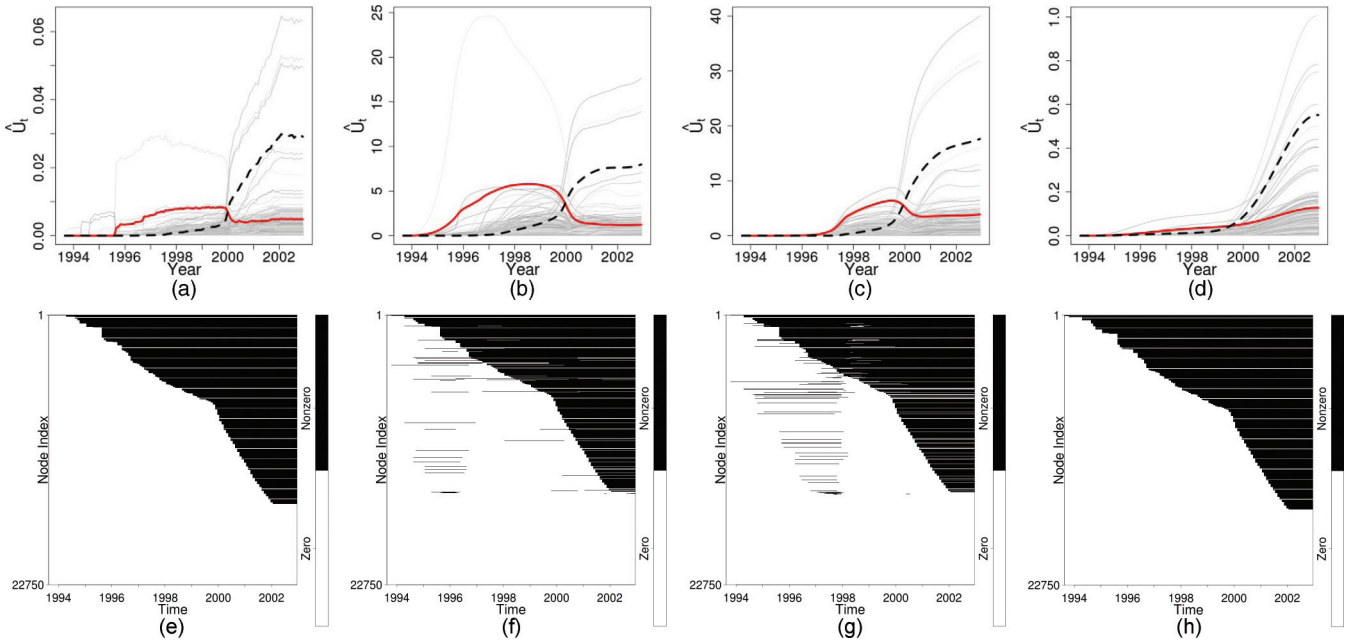 0.00 0.02 0.04 0.06
Û_t
1994 1996 1998 2000 2002
Year
(a)
0 5 10 15 20 25
Û_t
1994 1996 1998 2000 2002
Year
(b)
0 10 20 30 40
Û_t
1994 1996 1998 2000 2002
Year
(c)
0.0 0.2 0.4 0.6 0.8 1.0
Û_t
1994 1996 1998 2000 2002
Year
(d)
1
Node Index
22750
1994 1996 1998 2000 2002
Time
Zero Nonzero
(e)
1
Node Index
22750
1994 1996 1998 2000 2002
Time
Zero Nonzero
(f)
1
Node Index
22750
1994 1996 1998 2000 2002
Time
Zero Nonzero
(g)
1
Node Index
22750
1994 1996 1998 2000 2002
Time
Zero Nonzero
(h)